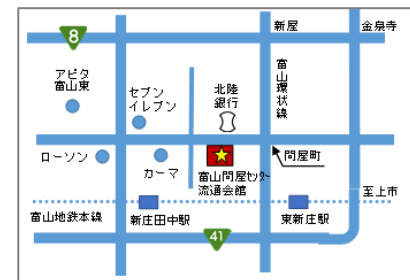 8
新屋
金泉寺
アピタ
富山東
セブン
イレブン
北陸
銀行
富山環状線
ローソン
カーマ
問屋町
富山問屋センター
流通会館
至上市
富山地鉄本線
新庄田中駅
東新庄駅
41